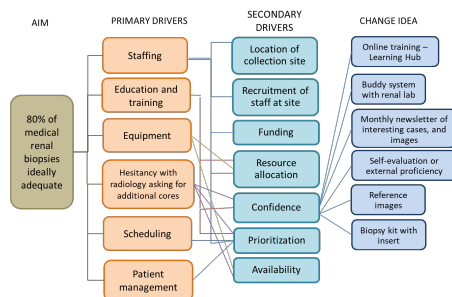 AIM
PRIMARY DRIVERS
SECONDARY
DRIVERS
CHANGE IDEA
80% of
medical
renal
biopsies
ideally
adequate
Staffing
Education and
training
Equipment
Hesitancy with
radiology asking for
additional cores
Scheduling
Patient
management
Location of
collection site
Recruitment of
staff at site
Funding
Resource
allocation
Confidence
Prioritization
Availability
Online training –
Learning Hub
Buddy system
with renal lab
Monthly newsletter of
interesting cases, and
images
Self-evaluation or
external proficiency
Reference
images
Biopsy kit with
insert